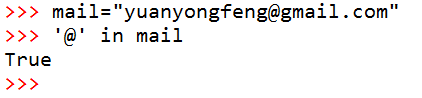 >>> mail="yuanyongfeng@gmail.com"
>>> '@' in mail
True
>>>